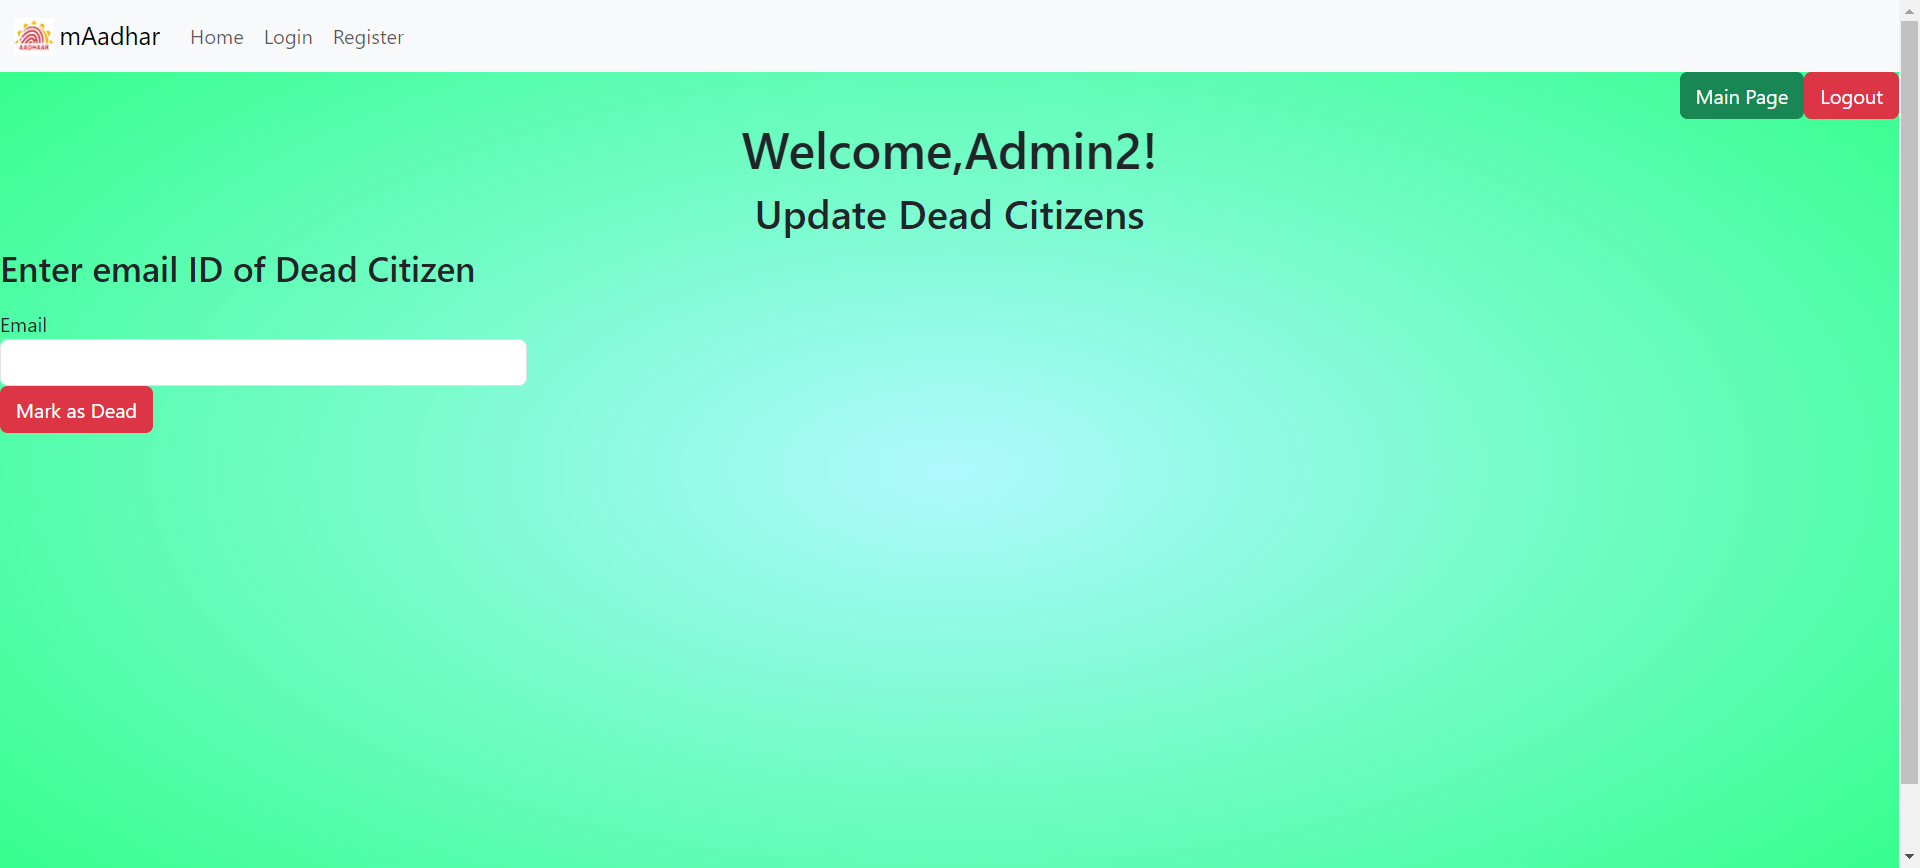 AADHAAR
mAadhar Home Login Register
Main Page Logout
Welcome,Admin2!
Update Dead Citizens
Enter email ID of Dead Citizen
Email
Mark as Dead